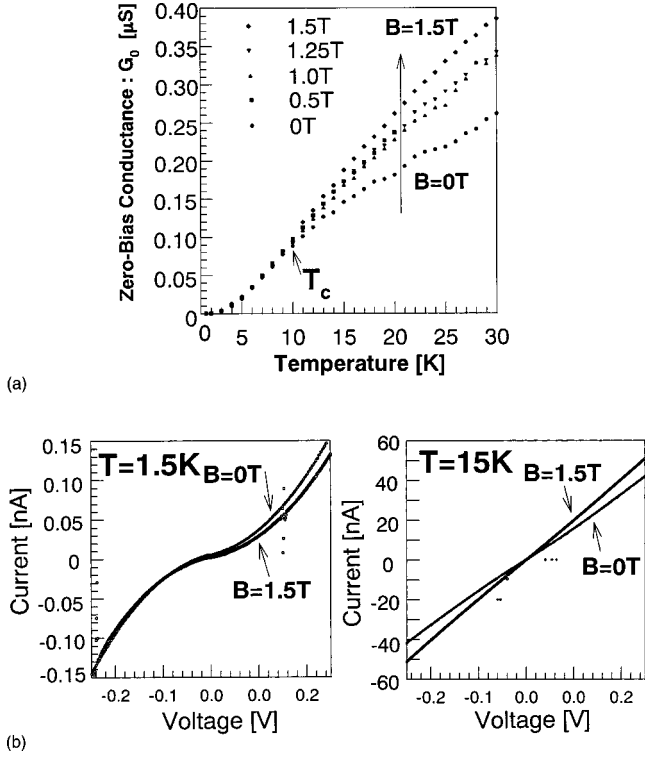 (a)
Zero-Bias Conductance : G₀ [µS]
0.40
0.35
0.30
0.25
0.20
0.15
0.10
0.05
0
1.5T
1.25T
1.0T
0.5T
0T
B=1.5T
B=0T
Tc
0 5 10 15 20 25 30
Temperature [K]
(b)
Current [nA]
0.15
0.10
0.05
0
-0.05
-0.10
-0.15
T=1.5K
B=0T
B=1.5T
-0.2 -0.1 0.0 0.0 0.2
Voltage [V]
Current [nA]
60
40
20
0
-20
-40
-60
T=15K
B=1.5T
B=0T
-0.2 -0.1 0.0 0.0 0.2
Voltage [V]